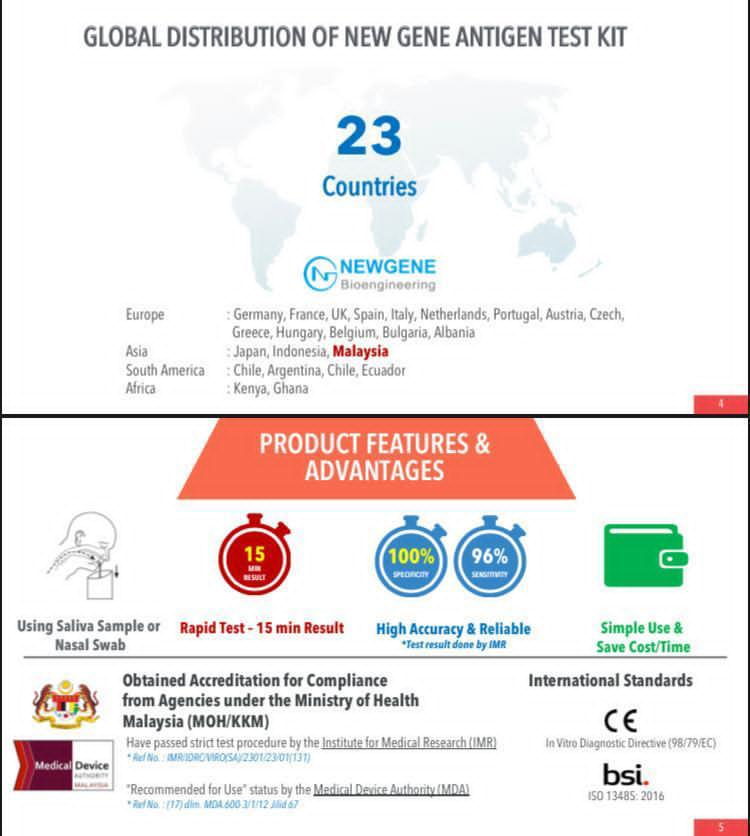 GLOBAL DISTRIBUTION OF NEW GENE ANTIGEN TEST KIT
23
Countries
NG NEWGENE
Bioengineering
Europe : Germany, France, UK, Spain, Italy, Netherlands, Portugal, Austria, Czech,
Greece, Hungary, Belgium, Bulgaria, Albania
Asia : Japan, Indonesia, Malaysia
South America : Chile, Argentina, Chile, Ecuador
Africa : Kenya, Ghana
4
PRODUCT FEATURES &
ADVANTAGES
15
MIN
RESULT
100%
SPECIFICITY
96%
SENSITIVITY
Using Saliva Sample or
Nasal Swab
Rapid Test - 15 min Result
High Accuracy & Reliable
*Test result done by IMR
Simple Use &
Save Cost/Time
Obtained Accreditation for Compliance
from Agencies under the Ministry of Health
Malaysia (MOH/KKM)
Have passed strict test procedure by the Institute for Medical Research (IMR)
* Ref No. : IMR/IDRC/VIRO(SA)/2301/23/01(131)
Medical Device
AUTHORITY
MALAYSIA
"Recommended for Use" status by the Medical Device Authority (MDA)
* Ref No. : (17) dlm. MDA.600-3/1/12 Jilid 67
International Standards
CE
In Vitro Diagnostic Directive (98/79/EC)
bsi.
ISO 13485: 2016
5